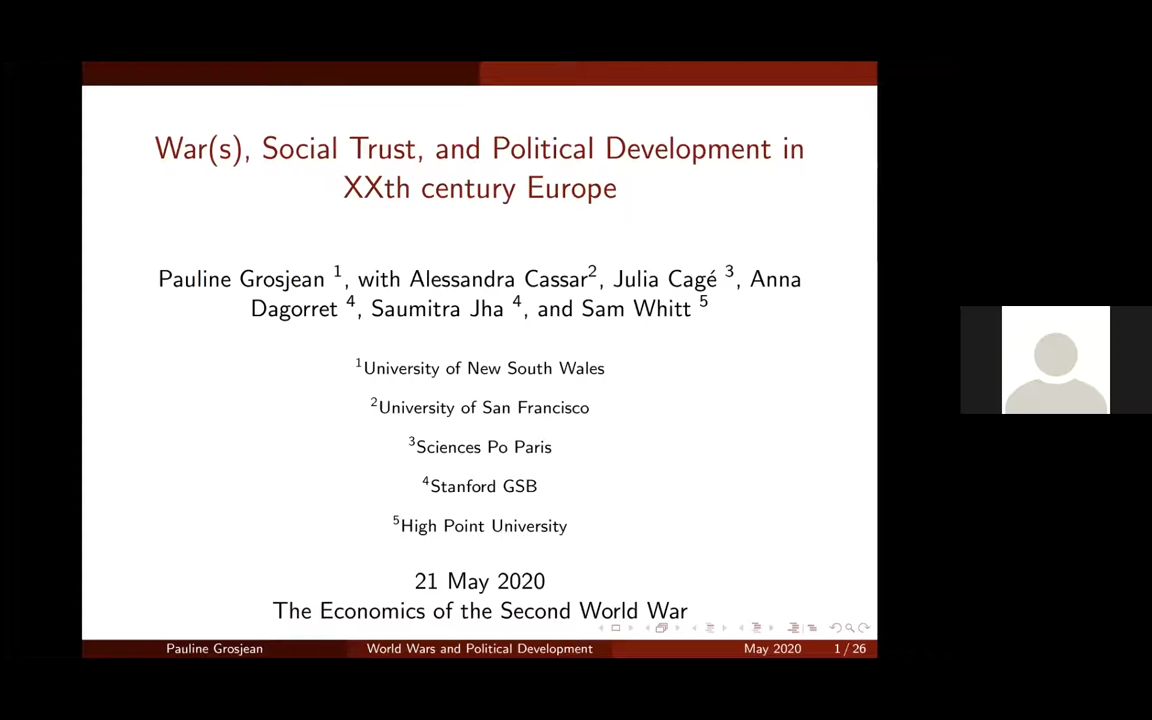 War(s), Social Trust, and Political Development in
XXth century Europe
Pauline Grosjean ¹, with Alessandra Cassar², Julia Cagé ³, Anna
Dagorret ⁴, Saumitra Jha ⁴, and Sam Whitt ⁵
¹University of New South Wales
²University of San Francisco
³Sciences Po Paris
⁴Stanford GSB
⁵High Point University
21 May 2020
The Economics of the Second World War
Pauline Grosjean World Wars and Political Development May 2020 1 / 26